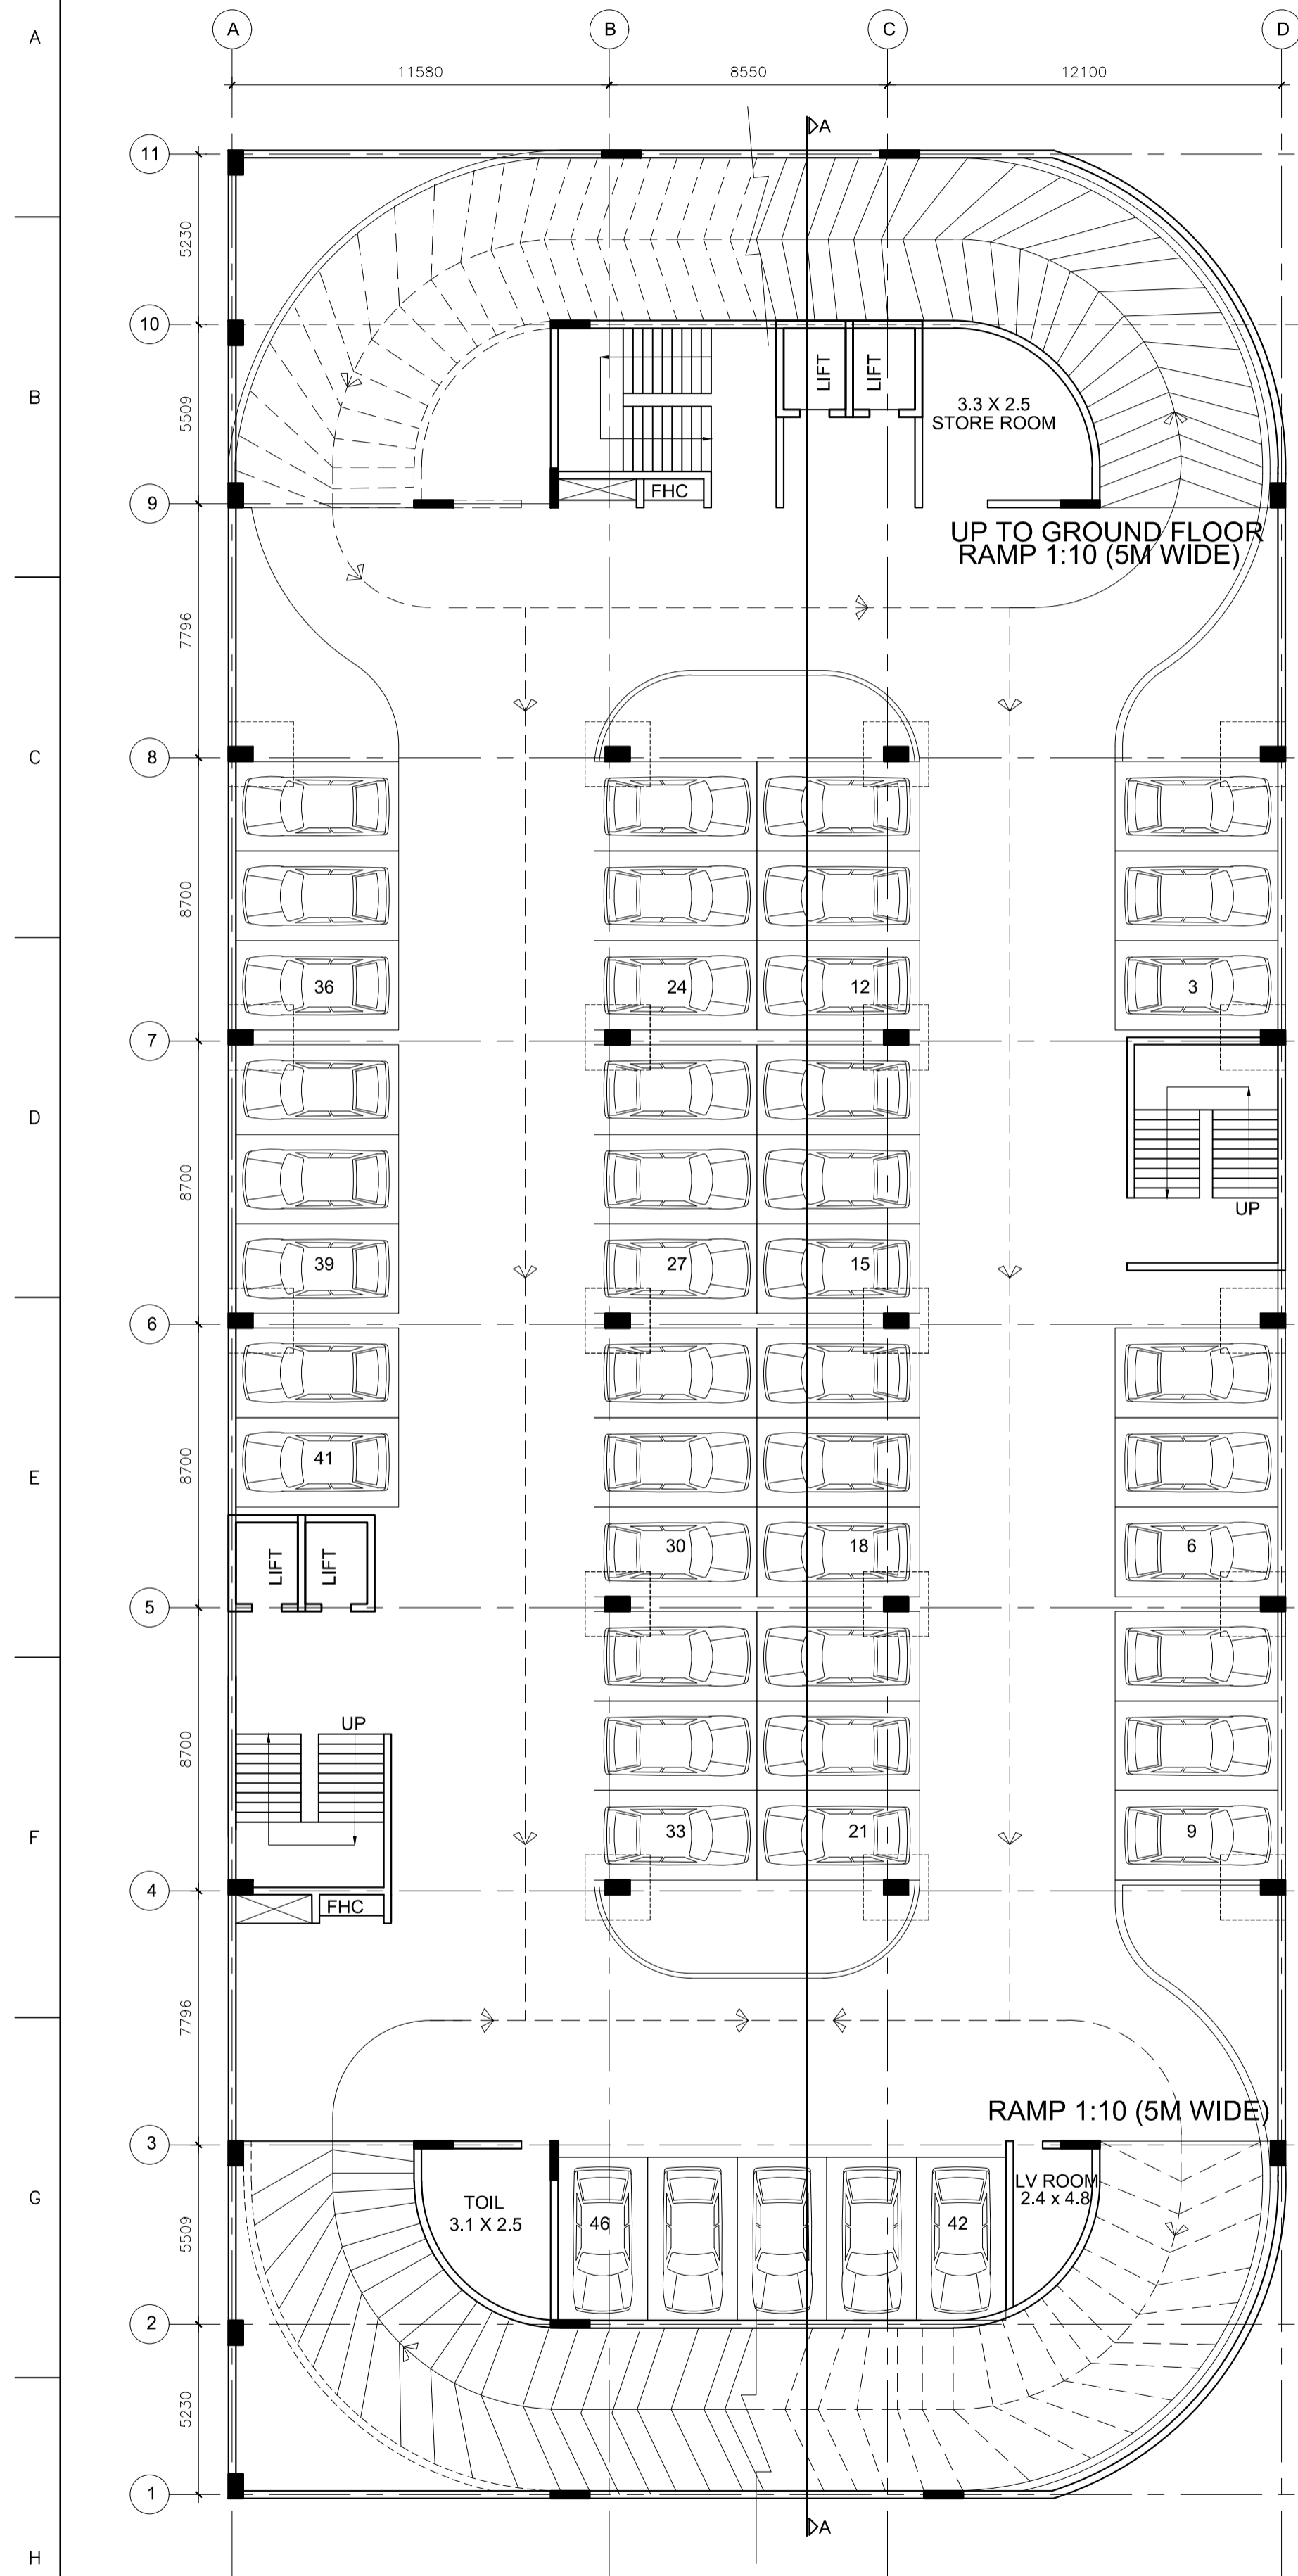 A
A
B
C
D
11580
8550
12100
A
11
5230
10
B
5509
LIFT
LIFT
3.3 X 2.5
STORE ROOM
9
FHC
UP TO GROUND FLOOR
RAMP 1:10 (5M WIDE)
7796
C
8
8700
D
36
24
12
3
7
D
8700
UP
39
27
15
6
E
8700
41
30
18
6
LIFT
LIFT
5
F
8700
UP
33
21
9
4
FHC
7796
RAMP 1:10 (5M WIDE)
3
G
5509
TOIL
3.1 X 2.5
46
42
LV ROOM
2.4 x 4.8
2
5230
1
A
H